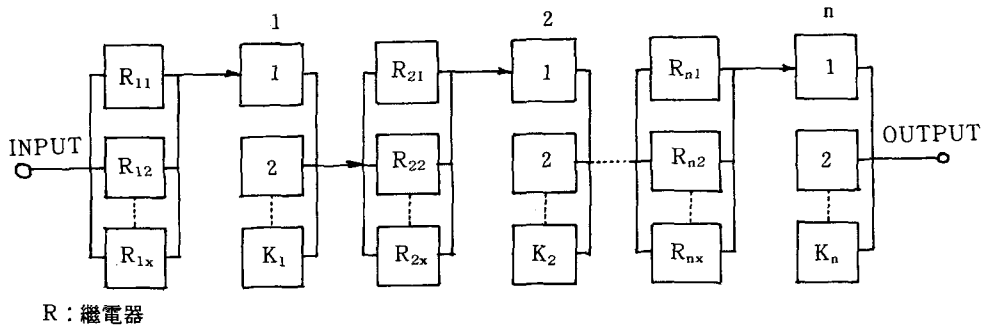 1 2 n
R₁₁ 1 R₂₁ 1 Rₙ₁ 1
INPUT R₁₂ 2 R₂₂ 2 Rₙ₂ 2 OUTPUT
R₁ₓ K₁ R₂ₓ K₂ Rₙₓ Kₙ
R：繼電器